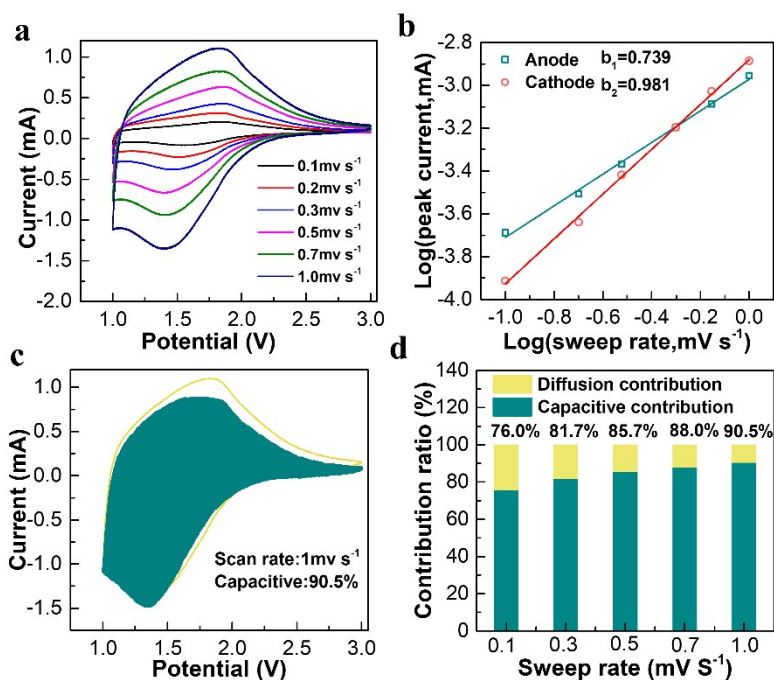 a
1.0
0.5
0.0
-0.5
-1.0
-1.5
-2.0
Current (mA)
0.1mv s-1
0.2mv s-1
0.3mv s-1
0.5mv s-1
0.7mv s-1
1.0mv s-1
1.0 1.5 2.0 2.5 3.0
Potential (V)
b
-2.8
-3.0
-3.2
-3.4
-3.6
-3.8
-4.0
Log(peak current,mA)
Anode b1=0.739
Cathode b2=0.981
-1.0 -0.8 -0.6 -0.4 -0.2 0.0
Log(sweep rate,mV s-1)
c
1.0
0.5
0.0
-0.5
-1.0
-1.5
Current (mA)
Scan rate:1mv s-1
Capacitive:90.5%
1.0 1.5 2.0 2.5 3.0
Potential (V)
d
140
120
100
80
60
40
20
0
Contribution ratio (%)
Diffusion contribution
Capacitive contribution
76.0% 81.7% 85.7% 88.0% 90.5%
0.1 0.3 0.5 0.7 1.0
Sweep rate (mV S-1)